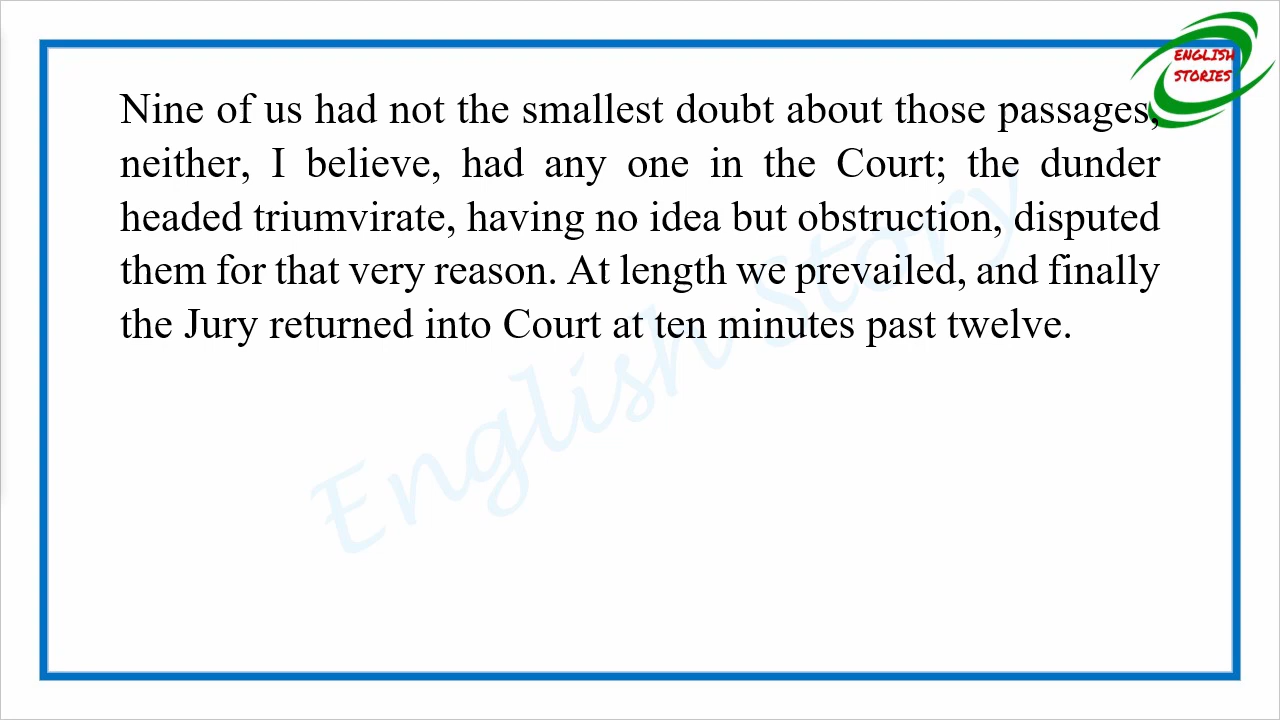 ENGLISH
STORIES
Nine of us had not the smallest doubt about those passages,
neither, I believe, had any one in the Court; the dunder
headed triumvirate, having no idea but obstruction, disputed
them for that very reason. At length we prevailed, and finally
the Jury returned into Court at ten minutes past twelve.
English Story